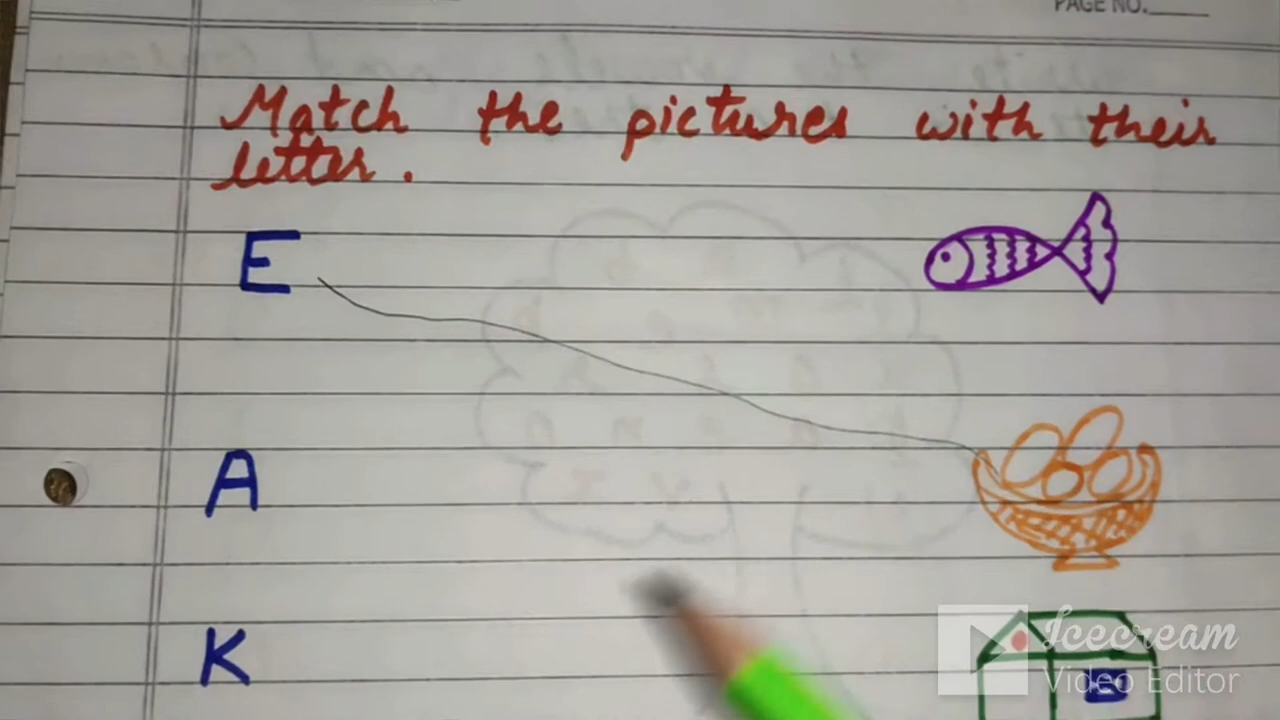 PAGE NO.
Match the pictures with their
letter.
E
A
K
Icecream
Video Editor